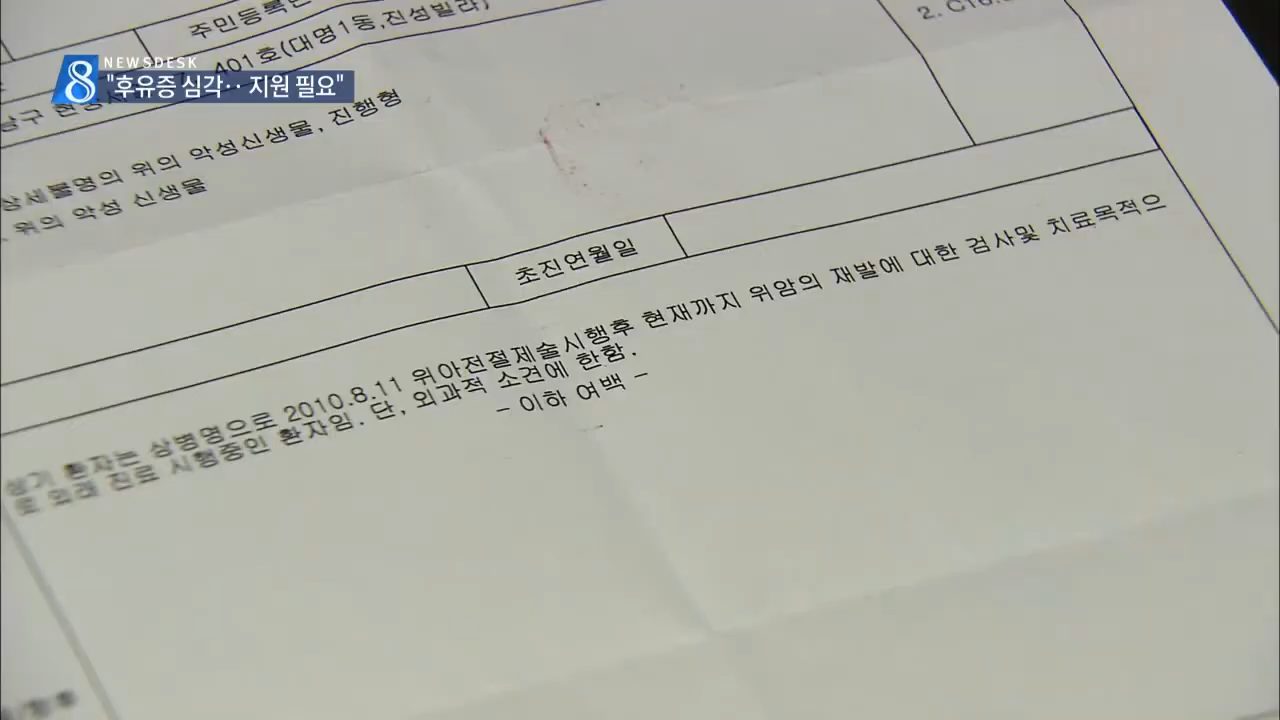 NEWSDESK
8 "후유증 심각‥ 지원 필요"
주민등록번
401호(대명1동,진성빌라)
남구 현충
2. C16.
상세불명의 위의 악성신생물, 진행형
위의 악성 신생물
초진연월일
상기 환자는 상병명으로 2010.8.11 위아전절제술시행후 현재까지 위암의 재발에 대한 검사및 치료목적으
로 외래 진료 시행중인 환자임. 단, 외과적 소견에 한함.
- 이하 여백 -